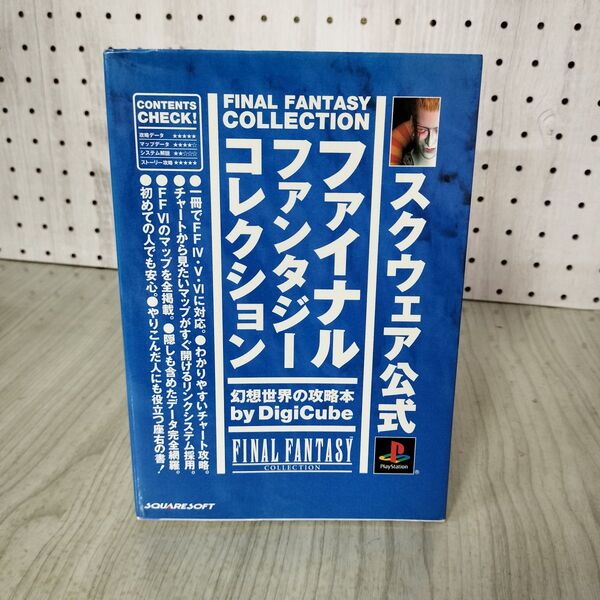 CONTENTS
CHECK!
攻略データ ★★★★★
マップデータ ★★★★☆
システム解説 ★★☆☆☆
ストーリー攻略 ★★★★★
FINAL FANTASY
COLLECTION
スクウェア公式
ファイナル
ファンタジー
コレクション
●一冊でFFⅣ・Ⅴ・Ⅵに対応。●わかりやすいチャート攻略。
●チャートから見たいマップがすぐ開けるリンクシステム採用。
●FFⅥのマップを全掲載。●隠しも含めたデータ完全網羅。
●初めての人でも安心。●やりこんだ人にも役立つ座右の書!
幻想世界の攻略本
by DigiCube
FINAL FANTASY
COLLECTION
PlayStation
®
SQUARESOFT